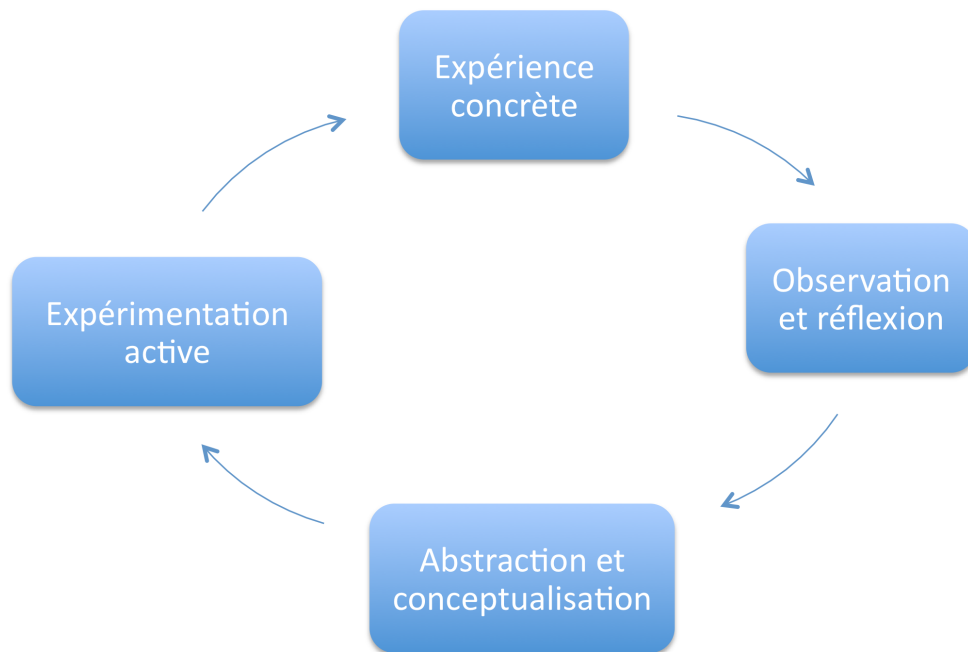 Expérience
concrète
Observation
et réflexion
Abstraction et
conceptualisation
Expérimentation
active